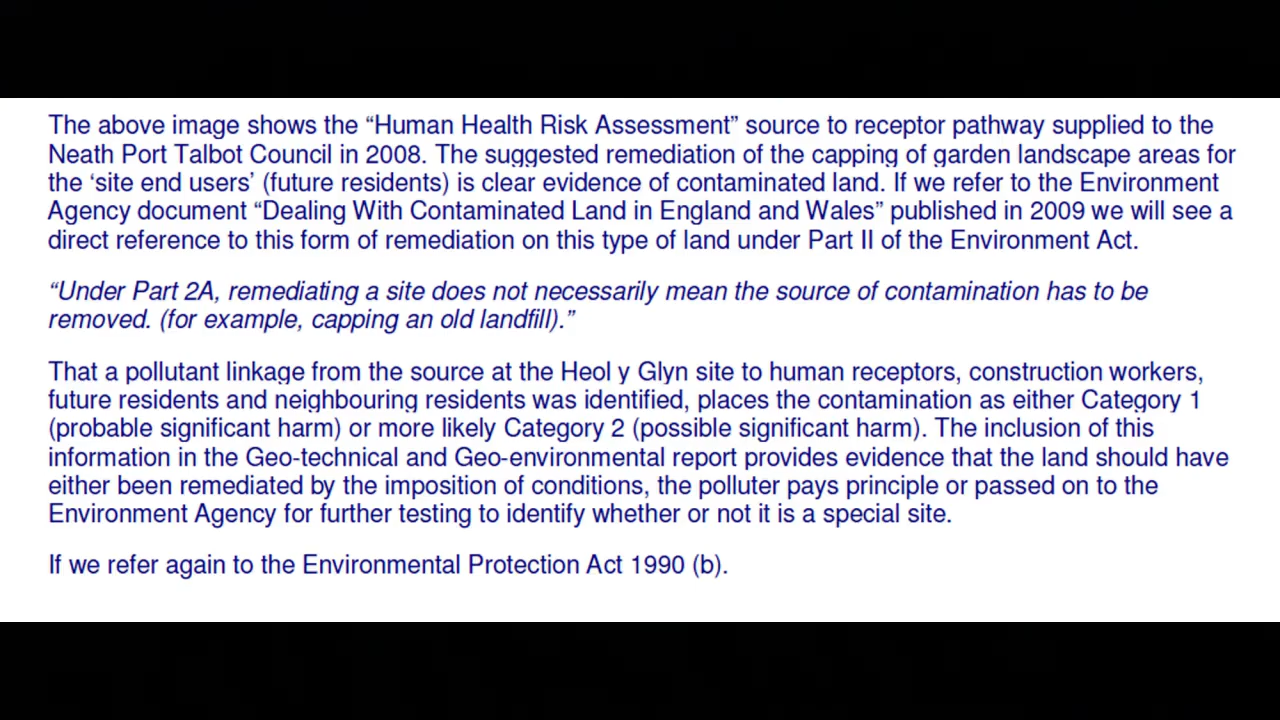 The above image shows the “Human Health Risk Assessment” source to receptor pathway supplied to the
Neath Port Talbot Council in 2008. The suggested remediation of the capping of garden landscape areas for
the ‘site end users’ (future residents) is clear evidence of contaminated land. If we refer to the Environment
Agency document “Dealing With Contaminated Land in England and Wales” published in 2009 we will see a
direct reference to this form of remediation on this type of land under Part II of the Environment Act.
“Under Part 2A, remediating a site does not necessarily mean the source of contamination has to be
removed. (for example, capping an old landfill).”
That a pollutant linkage from the source at the Heol y Glyn site to human receptors, construction workers,
future residents and neighbouring residents was identified, places the contamination as either Category 1
(probable significant harm) or more likely Category 2 (possible significant harm). The inclusion of this
information in the Geo-technical and Geo-environmental report provides evidence that the land should have
either been remediated by the imposition of conditions, the polluter pays principle or passed on to the
Environment Agency for further testing to identify whether or not it is a special site.
If we refer again to the Environmental Protection Act 1990 (b).